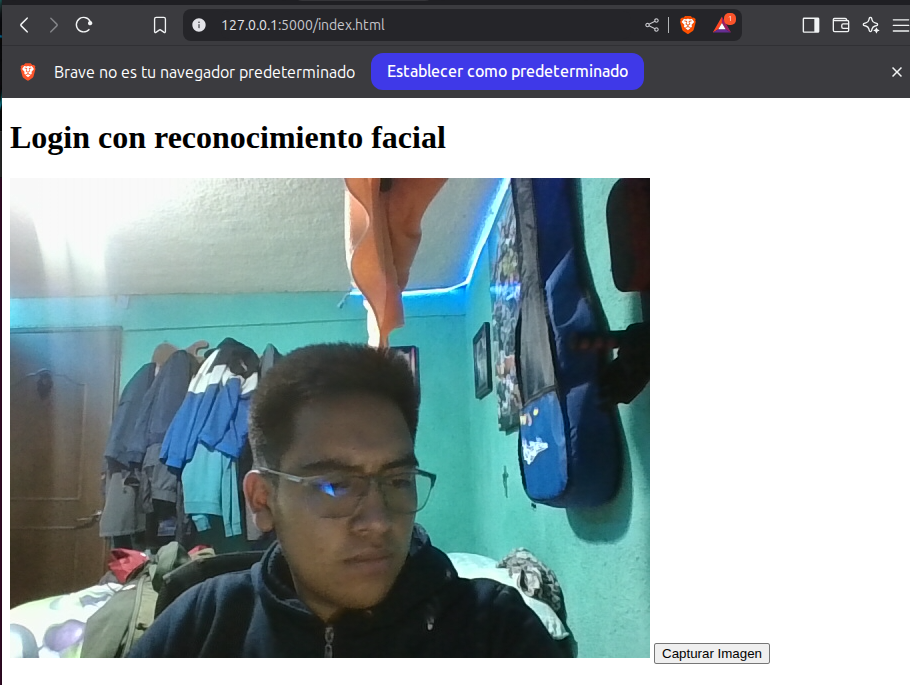 127.0.0.1:5000/index.html
1
Brave no es tu navegador predeterminado
Establecer como predeterminado
Login con reconocimiento facial
Capturar Imagen